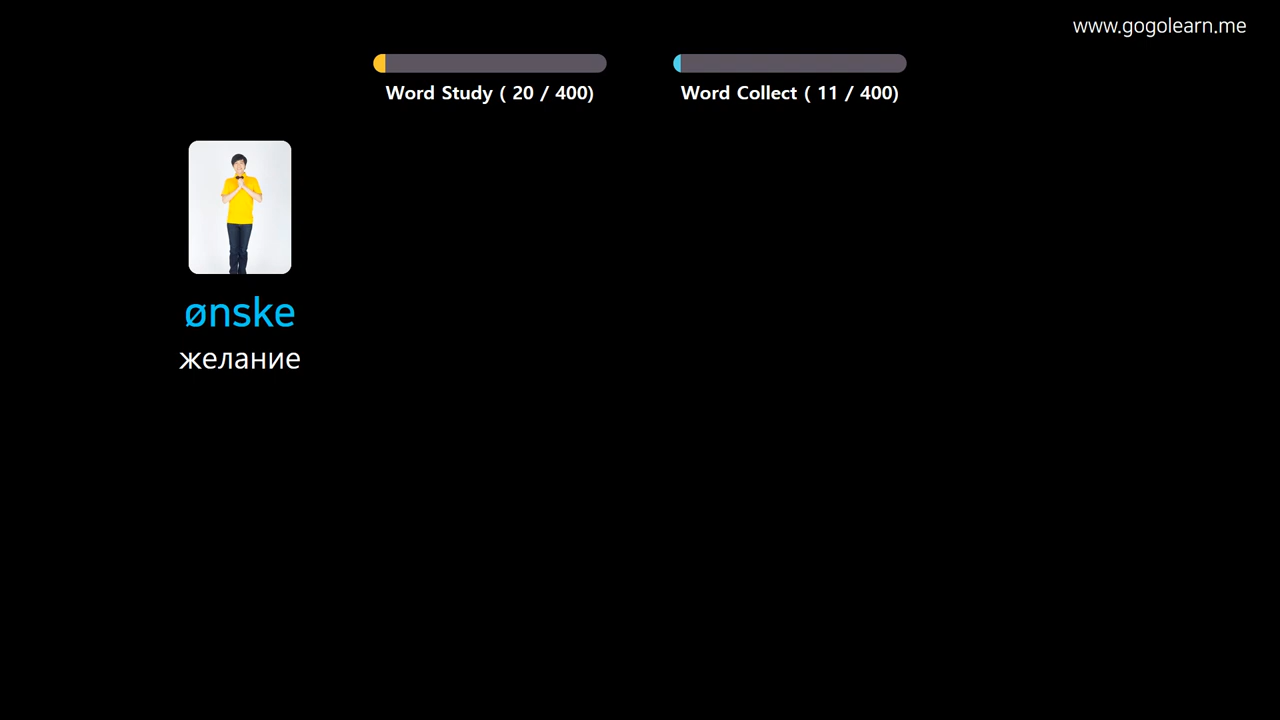 www.gogolearn.me
Word Study ( 20 / 400)
Word Collect ( 11 / 400)
ønske
желание